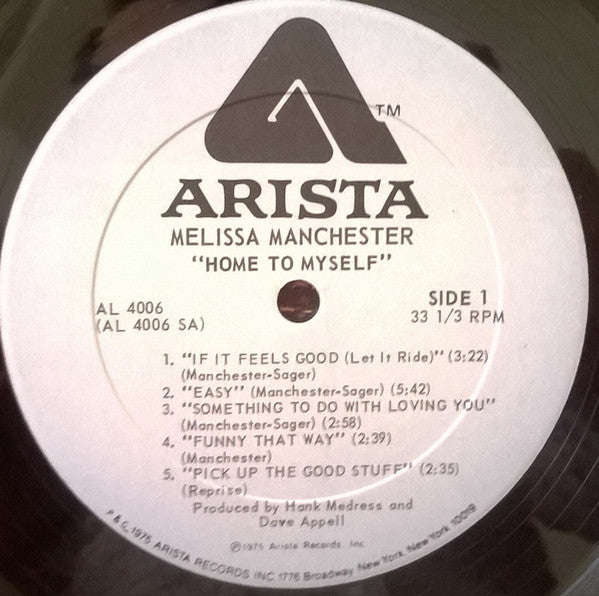 TM
ARISTA
MELISSA MANCHESTER
"HOME TO MYSELF"
AL 4006
(AL 4006 SA)
SIDE 1
33 1/3 RPM
1. "IF IT FEELS GOOD (Let It Ride)" (3:22)
(Manchester-Sager)
2. "EASY" (Manchester-Sager) (5:42)
3. "SOMETHING TO DO WITH LOVING YOU"
(Manchester-Sager) (2:58)
4. "FUNNY THAT WAY" (2:39)
(Manchester)
5. "PICK UP THE GOOD STUFF" (2:35)
(Reprise)
Produced by Hank Medress and
Dave Appell
©1975 Arista Records, Inc.
P & C 1975 ARISTA RECORDS INC 1776 Broadway New York New York 10019